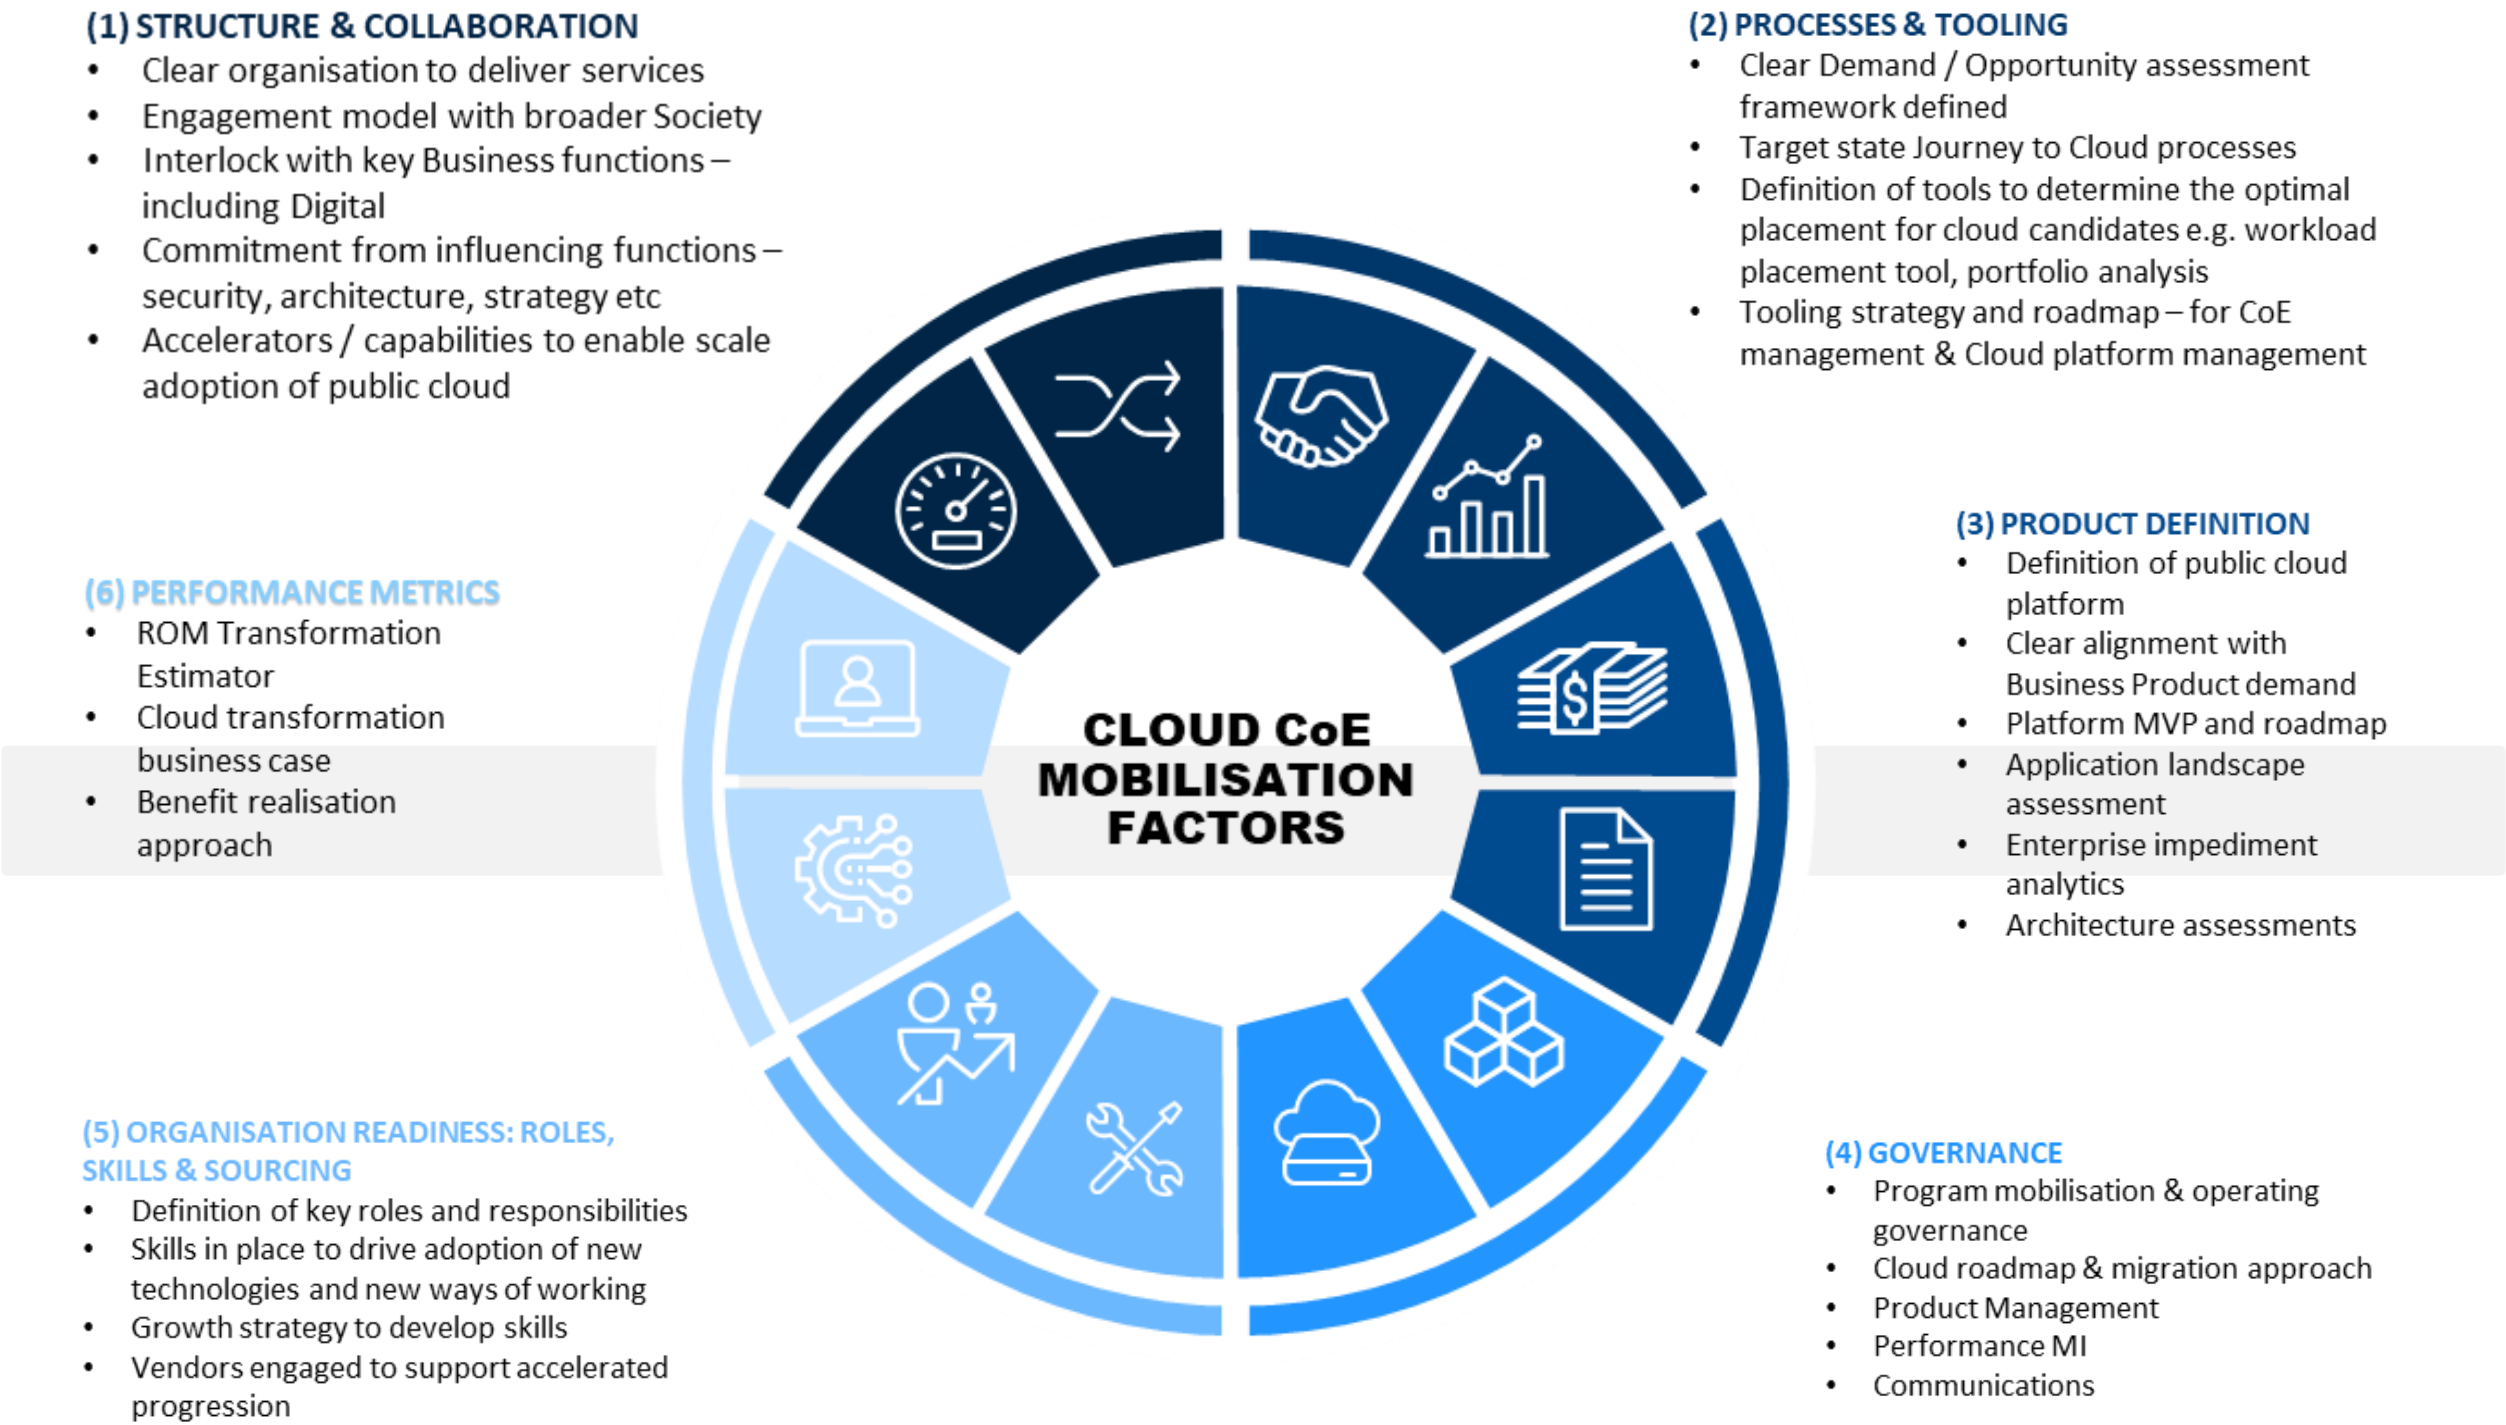 (1) STRUCTURE & COLLABORATION
• Clear organisation to deliver services
• Engagement model with broader Society
• Interlock with key Business functions –
including Digital
• Commitment from influencing functions –
security, architecture, strategy etc
• Accelerators / capabilities to enable scale
adoption of public cloud
(2) PROCESSES & TOOLING
• Clear Demand / Opportunity assessment
framework defined
• Target state Journey to Cloud processes
• Definition of tools to determine the optimal
placement for cloud candidates e.g. workload
placement tool, portfolio analysis
• Tooling strategy and roadmap – for CoE
management & Cloud platform management
(3) PRODUCT DEFINITION
• Definition of public cloud
platform
• Clear alignment with
Business Product demand
• Platform MVP and roadmap
• Application landscape
assessment
• Enterprise impediment
analytics
• Architecture assessments
(6) PERFORMANCE METRICS
• ROM Transformation
Estimator
• Cloud transformation
business case
• Benefit realisation
approach
CLOUD CoE
MOBILISATION
FACTORS
$
(5) ORGANISATION READINESS: ROLES,
SKILLS & SOURCING
• Definition of key roles and responsibilities
• Skills in place to drive adoption of new
technologies and new ways of working
• Growth strategy to develop skills
• Vendors engaged to support accelerated
progression
(4) GOVERNANCE
• Program mobilisation & operating
governance
• Cloud roadmap & migration approach
• Product Management
• Performance MI
• Communications